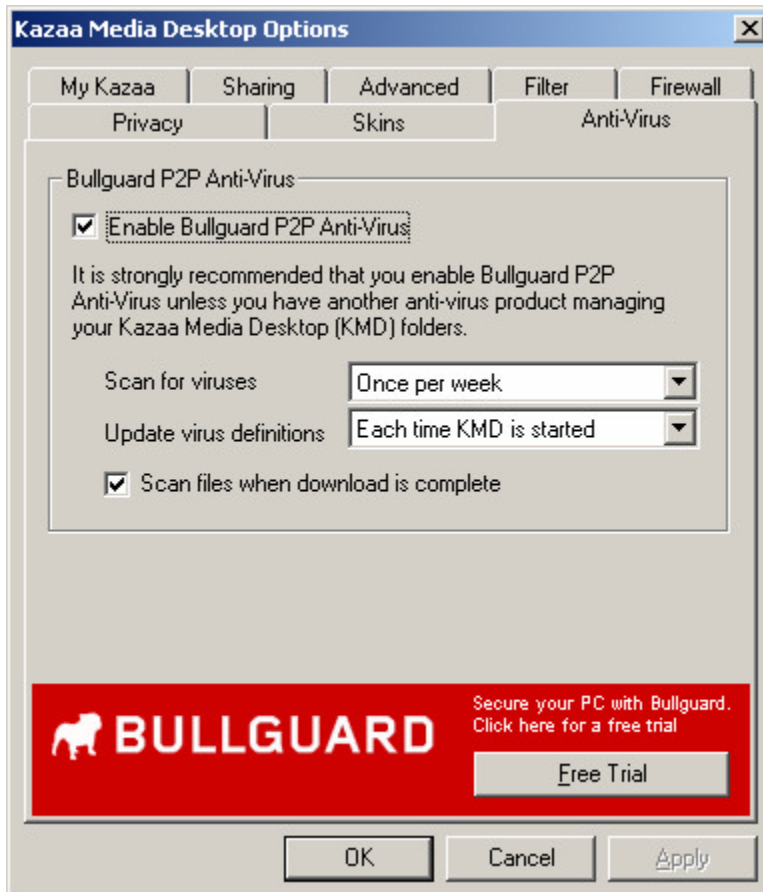 Kazaa Media Desktop Options
My Kazaa
Sharing
Advanced
Filter
Firewall
Privacy
Skins
Anti-Virus
Bullguard P2P Anti-Virus
Enable Bullguard P2P Anti-Virus
It is strongly recommended that you enable Bullguard P2P
Anti-Virus unless you have another anti-virus product managing
your Kazaa Media Desktop (KMD) folders.
Scan for viruses
Once per week
Update virus definitions
Each time KMD is started
Scan files when download is complete
BULLGUARD
Secure your PC with Bullguard.
Click here for a free trial
Free Trial
OK
Cancel
Apply